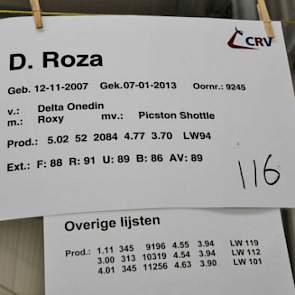 CRV
D. Roza
Geb. 12-11-2007 Gek.07-01-2013 Oornr.: 9245
v.: Delta Onedin
m.: Roxy mv.: Picston Shottle
Prod.: 5.02 52 2084 4.77 3.70 LW94
Ext.: F: 88 R: 91 U: 89 B: 86 AV: 89
116
Overige lijsten
Prod.: 1.11 345 9196 4.55 3.94 LW 119
3.00 313 10319 4.54 3.94 LW 112
4.01 345 11256 4.63 3.90 LW 101